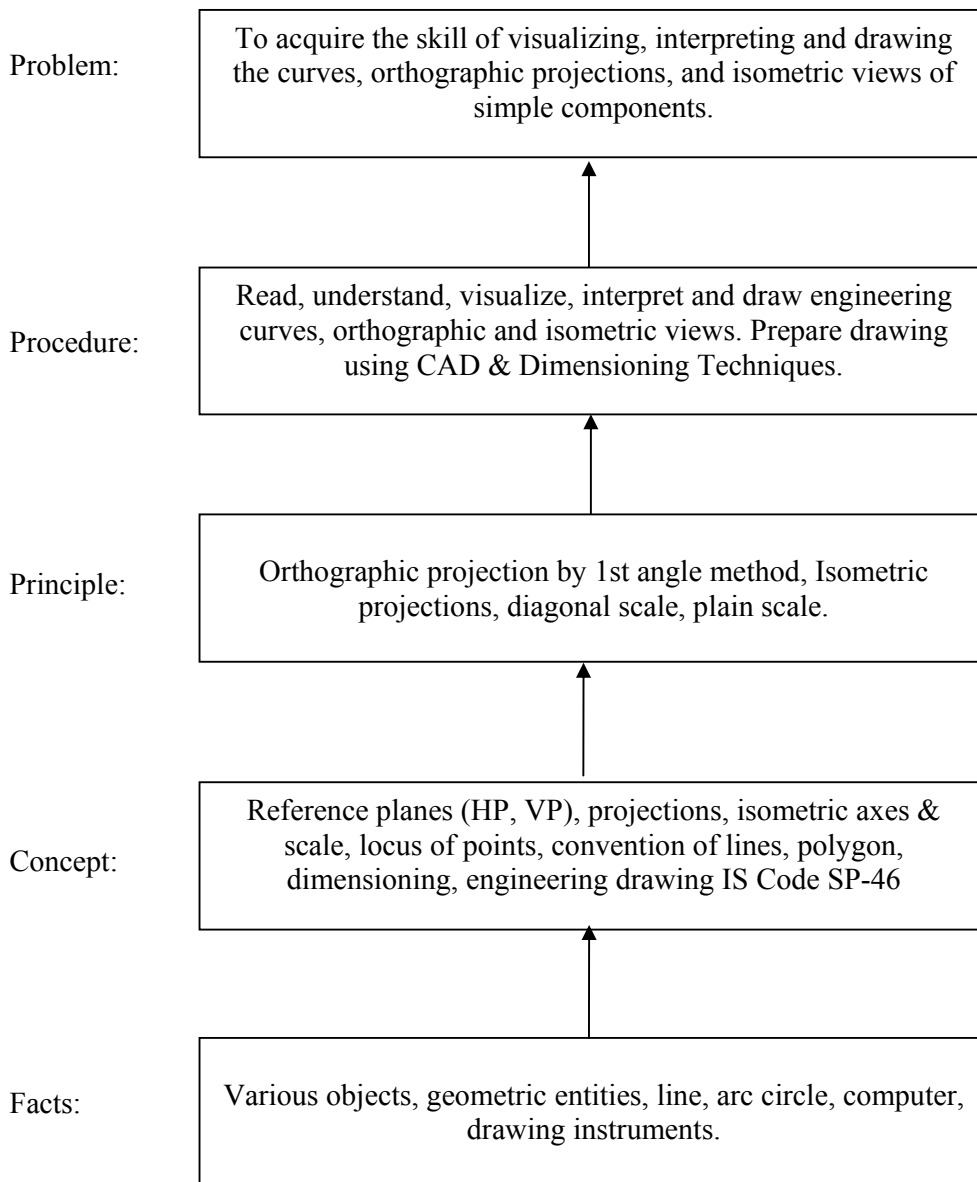 Problem:
To acquire the skill of visualizing, interpreting and drawing
the curves, orthographic projections, and isometric views of
simple components.
Procedure:
Read, understand, visualize, interpret and draw engineering
curves, orthographic and isometric views. Prepare drawing
using CAD & Dimensioning Techniques.
Principle:
Orthographic projection by 1st angle method, Isometric
projections, diagonal scale, plain scale.
Concept:
Reference planes (HP, VP), projections, isometric axes &
scale, locus of points, convention of lines, polygon,
dimensioning, engineering drawing IS Code SP-46
Facts:
Various objects, geometric entities, line, arc circle, computer,
drawing instruments.